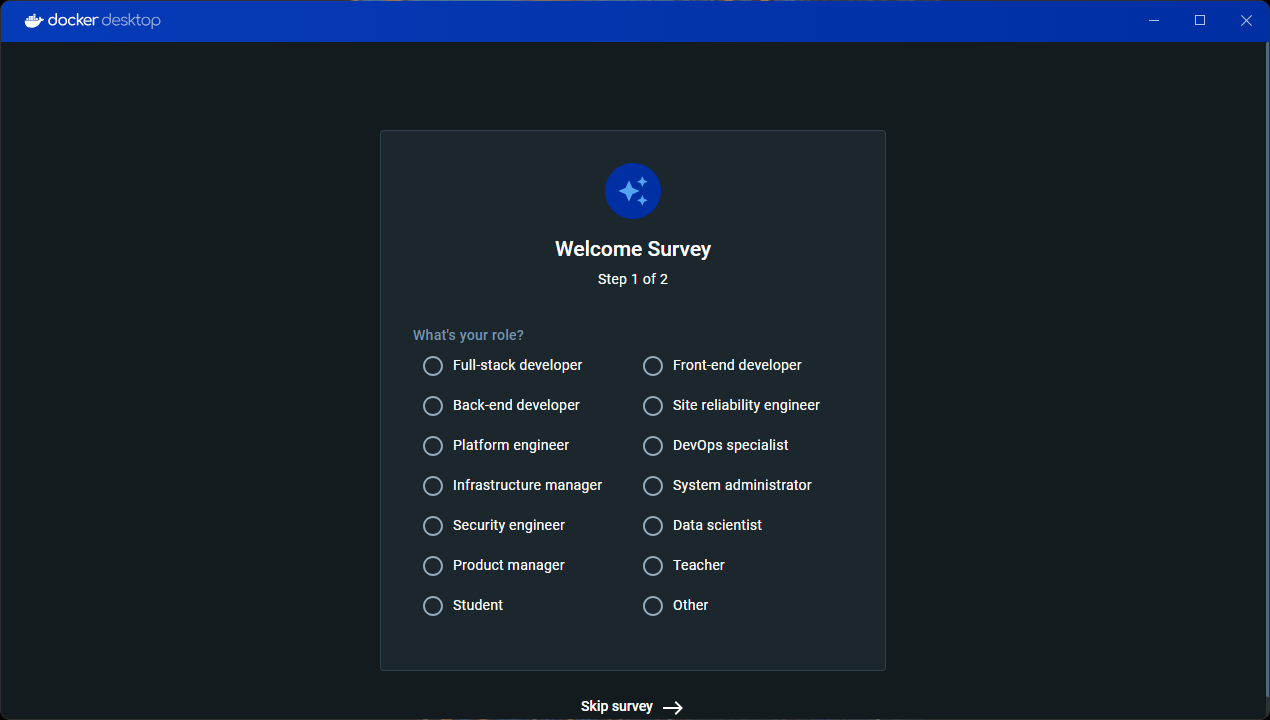 docker desktop
Welcome Survey
Step 1 of 2
What's your role?
Full-stack developer
Front-end developer
Back-end developer
Site reliability engineer
Platform engineer
DevOps specialist
Infrastructure manager
System administrator
Security engineer
Data scientist
Product manager
Teacher
Student
Other
Skip survey